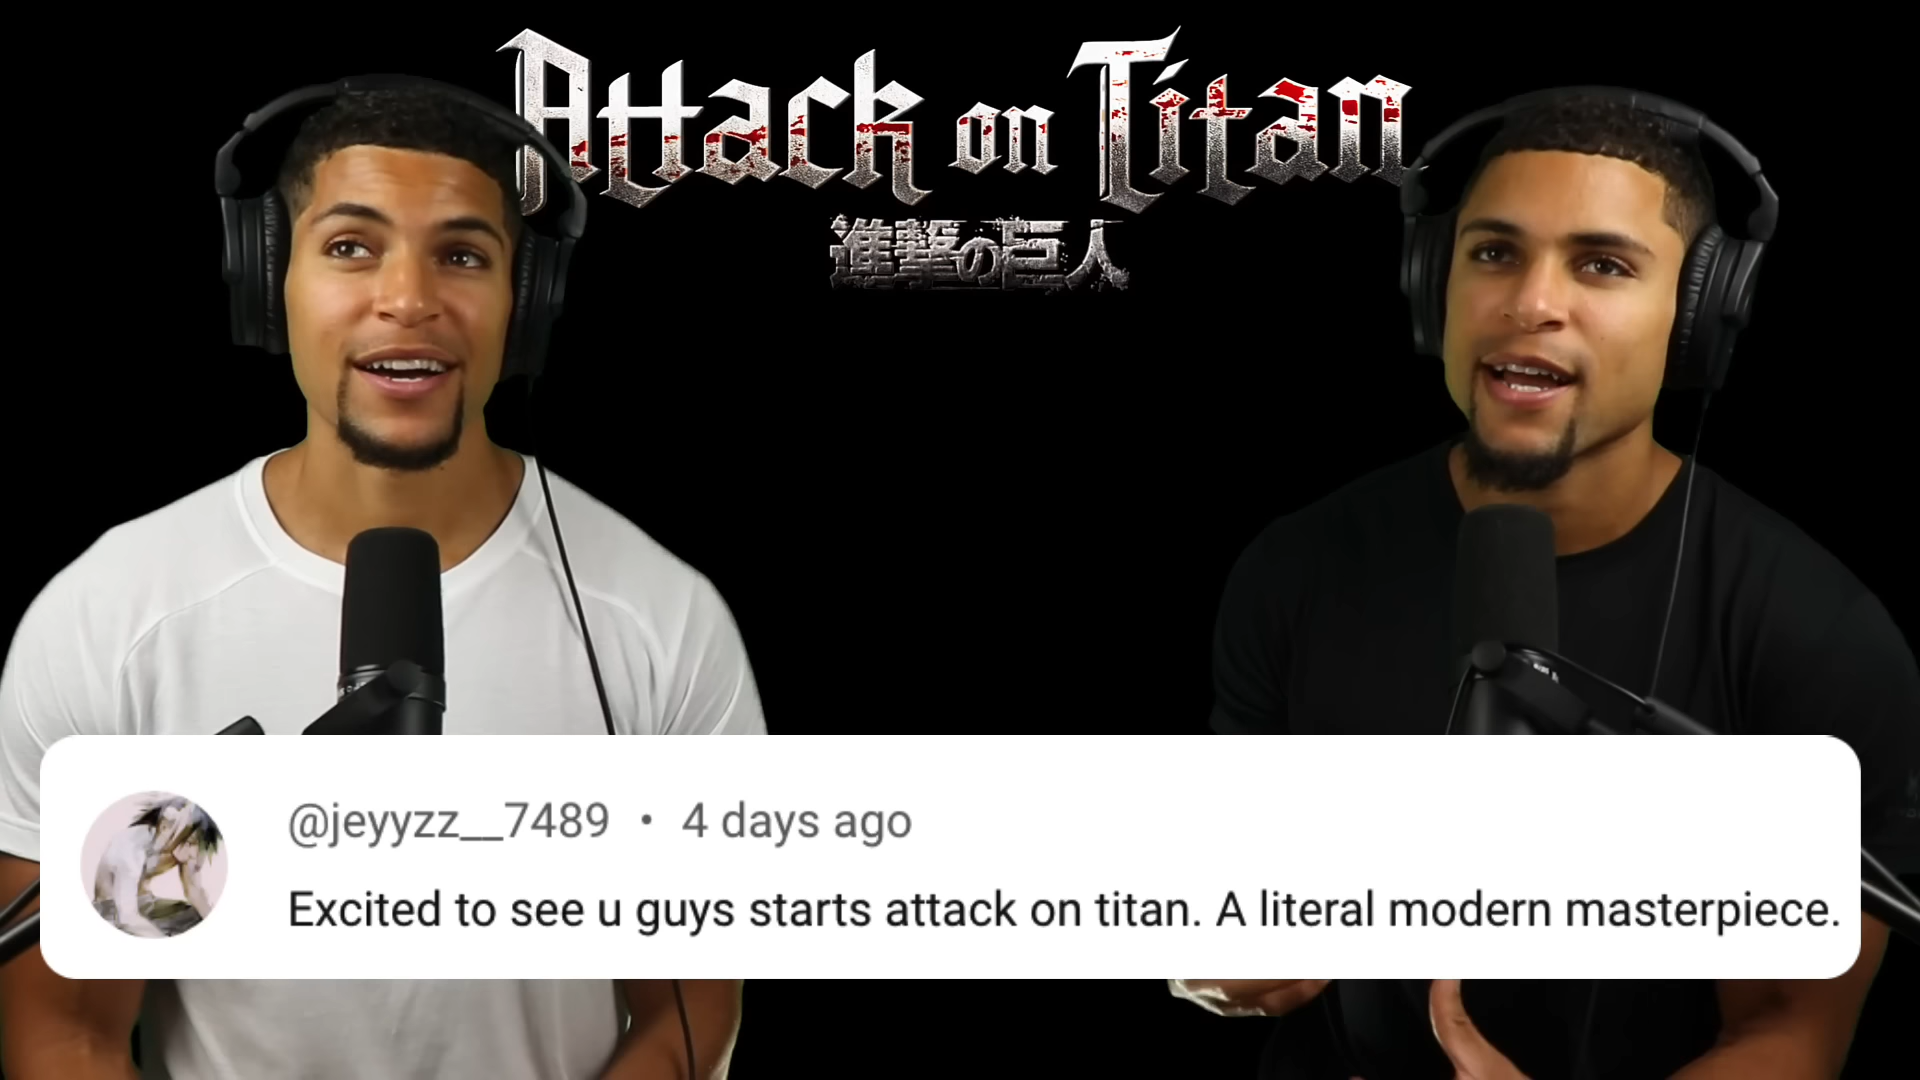 Attack on Titan
進撃の巨人
@jeyyzz__7489 • 4 days ago
Excited to see u guys starts attack on titan. A literal modern masterpiece.